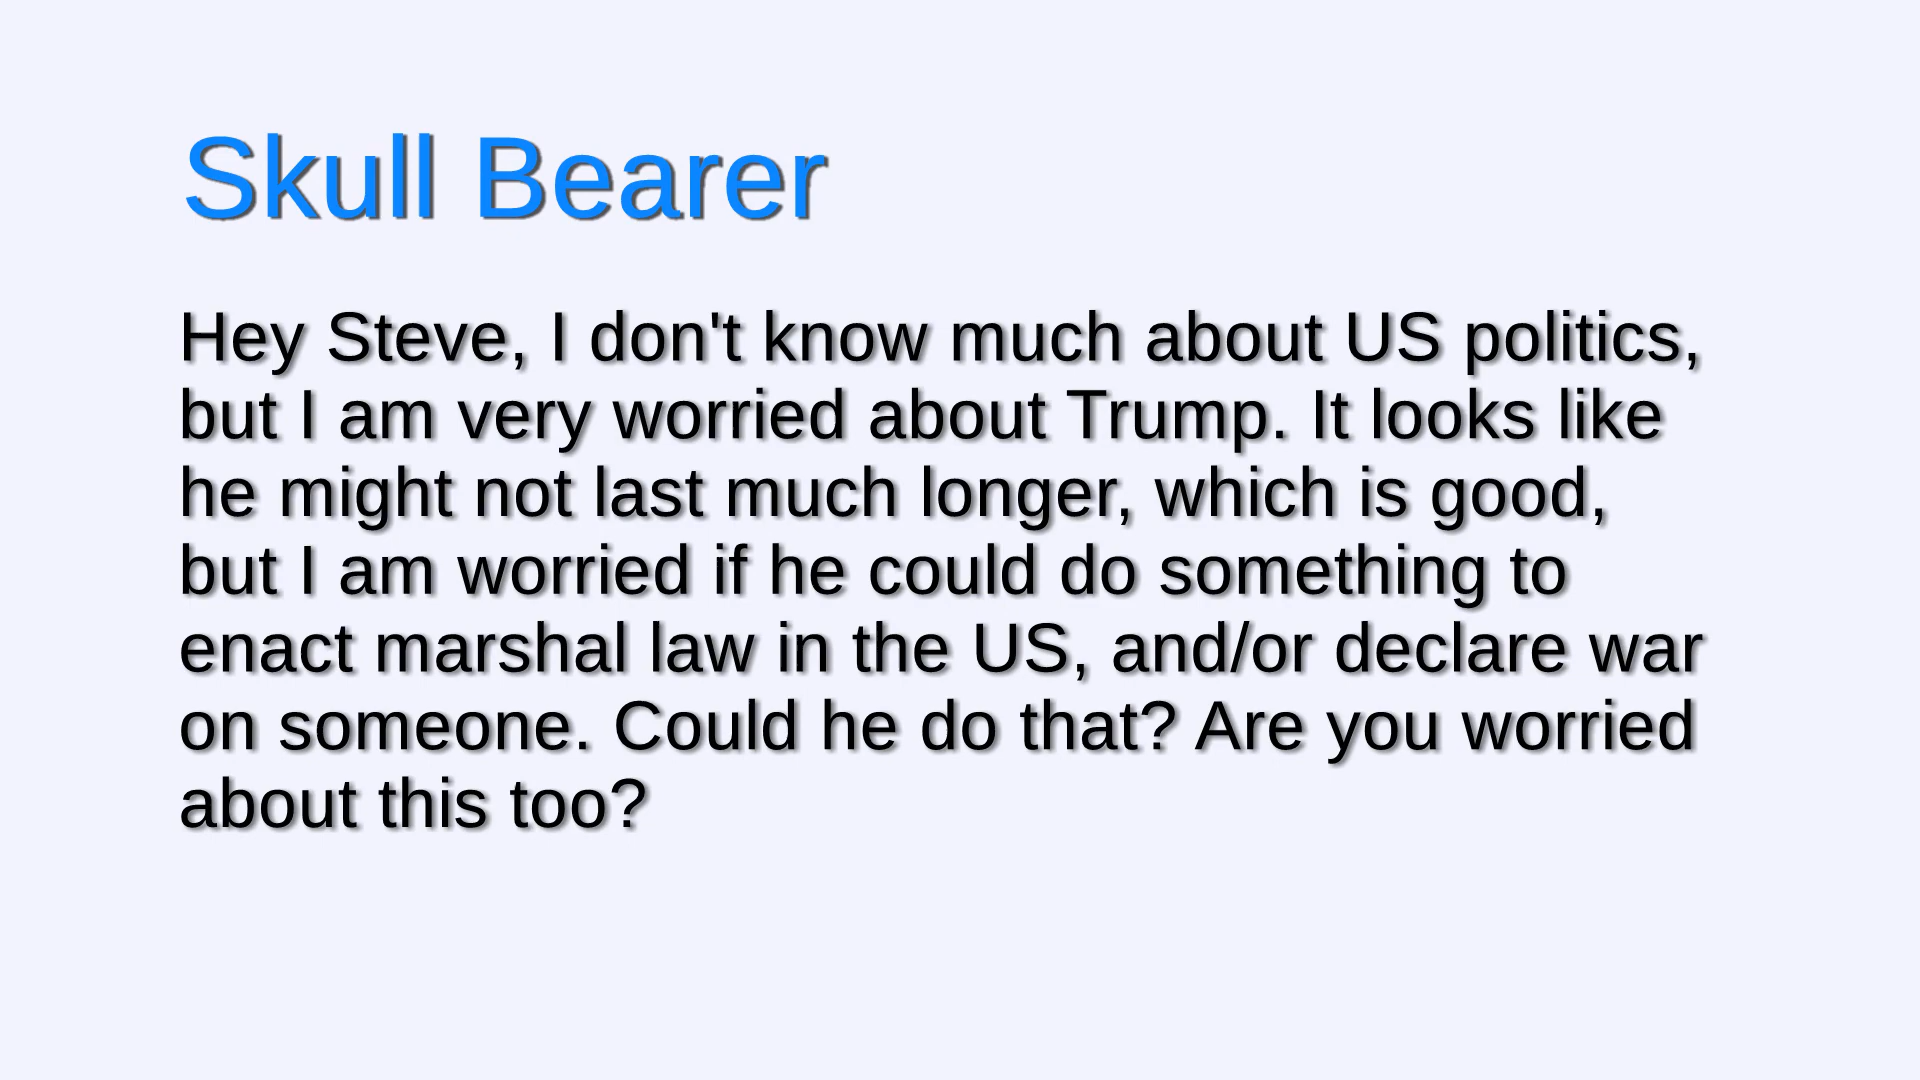 Skull Bearer
Hey Steve, I don't know much about US politics,
but I am very worried about Trump. It looks like
he might not last much longer, which is good,
but I am worried if he could do something to
enact marshal law in the US, and/or declare war
on someone. Could he do that? Are you worried
about this too?